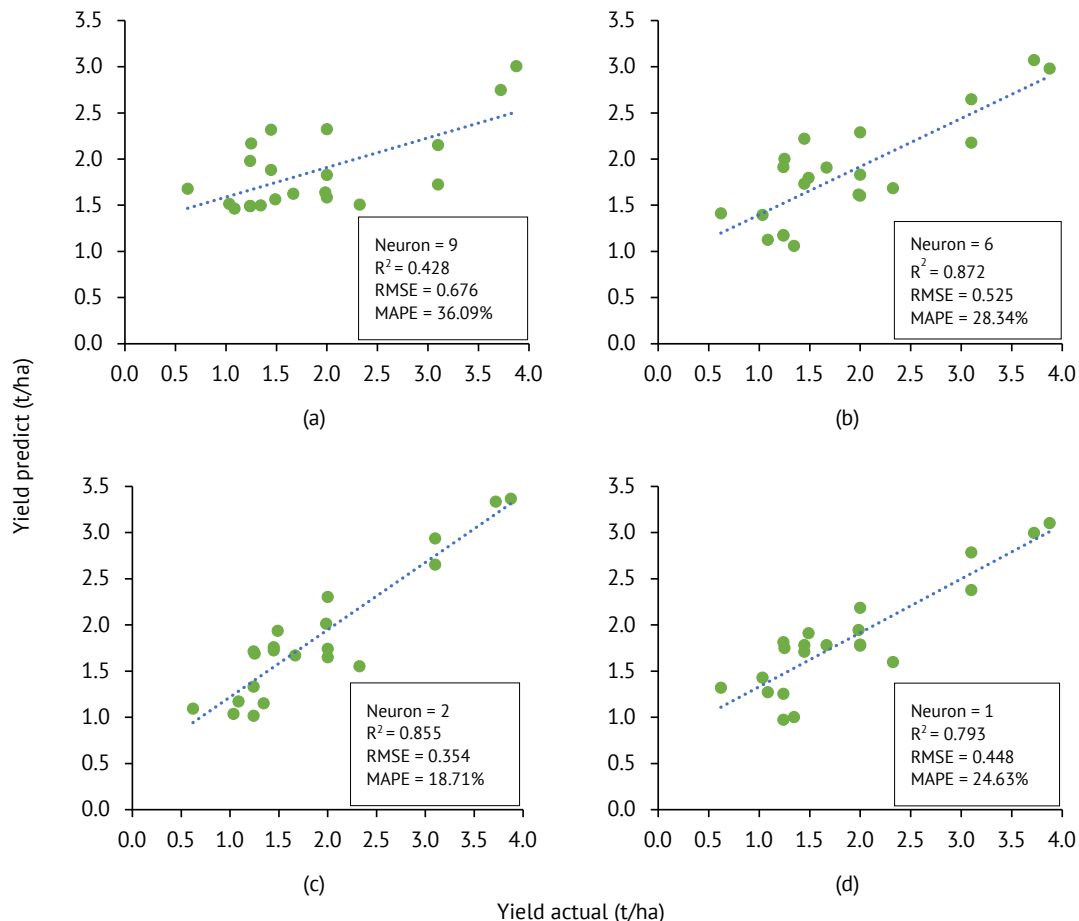 3.5
3.0
2.5
2.0
1.5
1.0
0.5
0.0
0.0 0.5 1.0 1.5 2.0 2.5 3.0 3.5 4.0
Neuron = 9
R² = 0.428
RMSE = 0.676
MAPE = 36.09%
(a)
3.5
3.0
2.5
2.0
1.5
1.0
0.5
0.0
0.0 0.5 1.0 1.5 2.0 2.5 3.0 3.5 4.0
Neuron = 6
R² = 0.872
RMSE = 0.525
MAPE = 28.34%
(b)
Yield predict (t/ha)
3.5
3.0
2.5
2.0
1.5
1.0
0.5
0.0
0.0 0.5 1.0 1.5 2.0 2.5 3.0 3.5 4.0
Neuron = 2
R² = 0.855
RMSE = 0.354
MAPE = 18.71%
(c)
3.5
3.0
2.5
2.0
1.5
1.0
0.5
0.0
0.0 0.5 1.0 1.5 2.0 2.5 3.0 3.5 4.0
Neuron = 1
R² = 0.793
RMSE = 0.448
MAPE = 24.63%
(d)
Yield actual (t/ha)